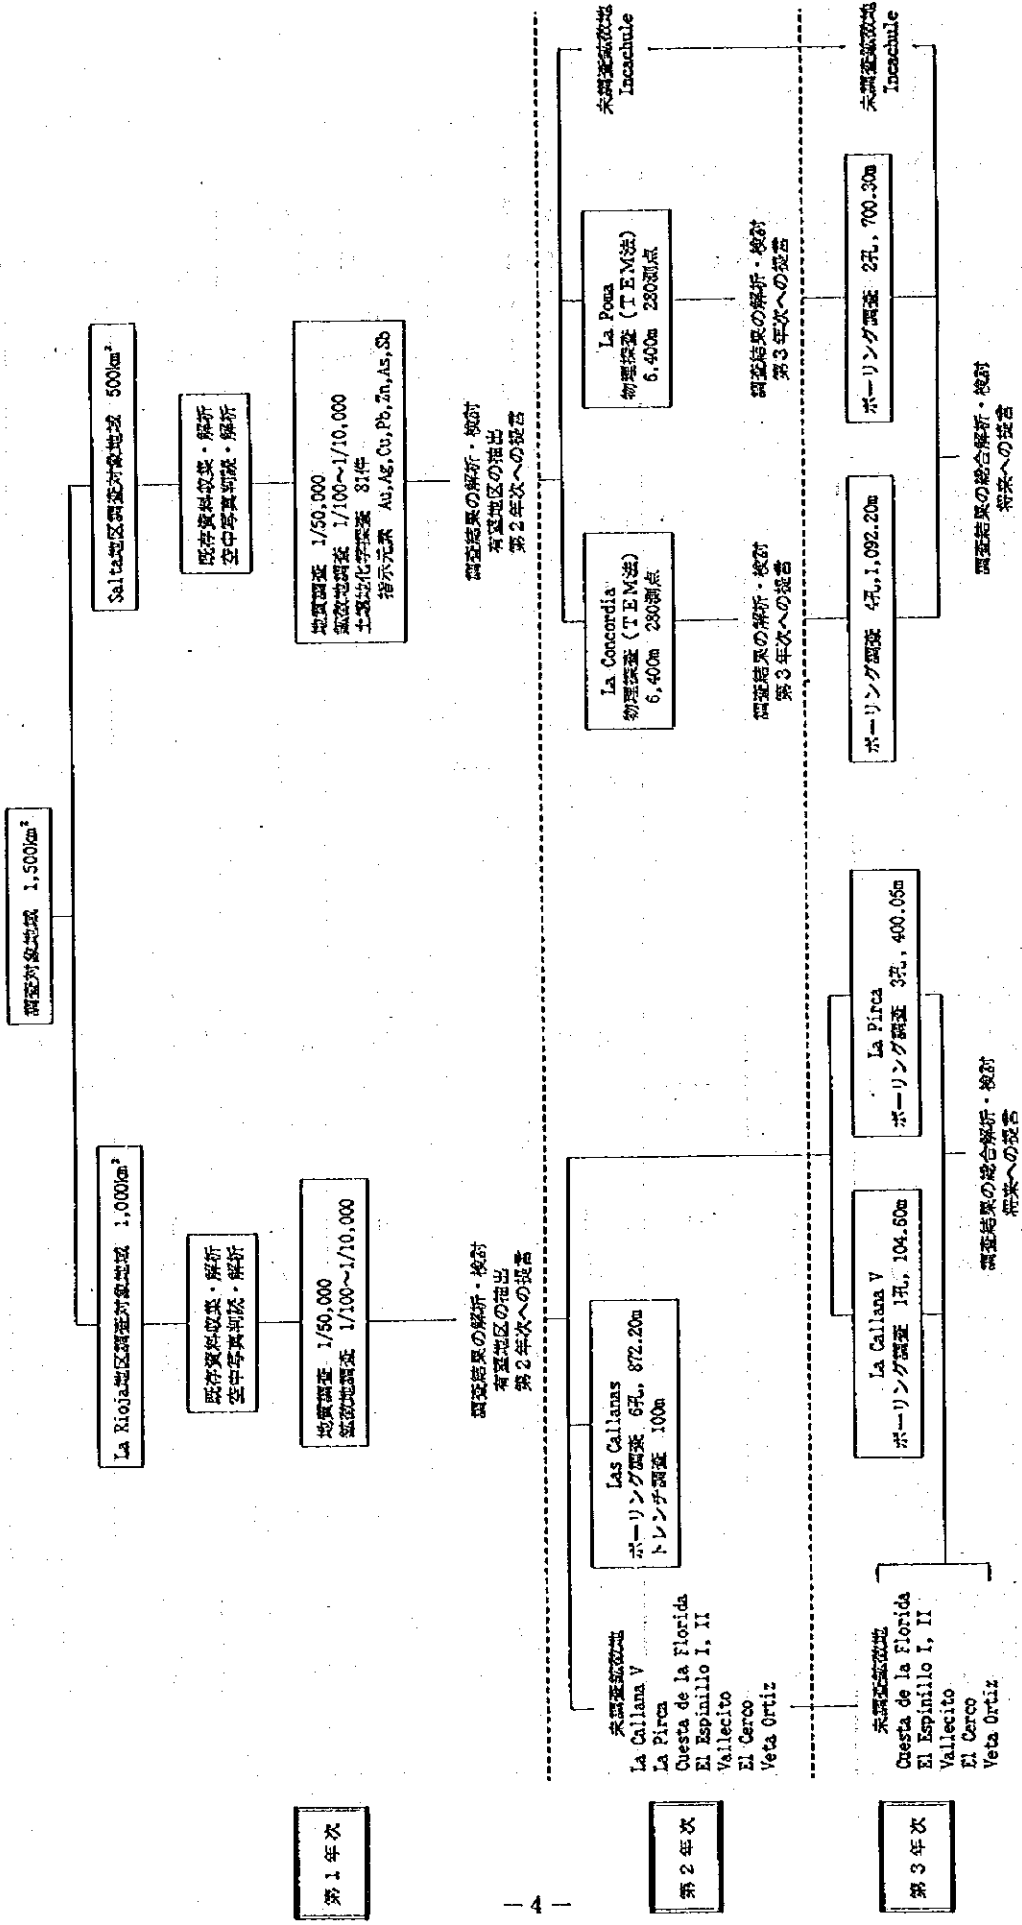 調査対象地域 1,500km²
La Rioja地区調査対象地域 1,000km²
Salta地区調査対象地域 500km²
第1年次
既存資料収集・解析
空中写真判読・解析
既存資料収集・解析
空中写真判読・解析
地質調査 1/50,000
鉱徴地調査 1/100～1/10,000
地質調査 1/50,000
鉱徴地調査 1/100～1/10,000
土壌地化学探査 81件
指示元素 Au,Ag,Cu,Pb,Zn,As,Sb
調査結果の解析・検討
有望地区の抽出
第2年次への提言
調査結果の解析・検討
有望地区の抽出
第2年次への提言
第2年次
未調査鉱徴地
La Callana V
La Pirca
Cuesta de la Florida
El Espinillo I, II
Vallecito
El Cerco
Veta Ortiz
Las Callanas
ボーリング調査 6孔, 872.20m
トレンチ調査 100m
La Concordia
物理探査 (TEM法)
6,400m 280測点
La Poma
物理探査 (TEM法)
6,400m 280測点
未調査鉱徴地
Incachule
調査結果の解析・検討
第3年次への提言
調査結果の解析・検討
第3年次への提言
第3年次
未調査鉱徴地
Cuesta de la Florida
El Espinillo I, II
Vallecito
El Cerco
Veta Ortiz
La Callana V
ボーリング調査 1孔, 104.60m
La Pirca
ボーリング調査 3孔, 400.05m
ボーリング調査 4孔,1,092.20m
ボーリング調査 2孔, 700.30m
未調査鉱徴地
Incachule
調査結果の総合解析・検討
将来への提言
調査結果の総合解析・検討
将来への提言
— 4 —